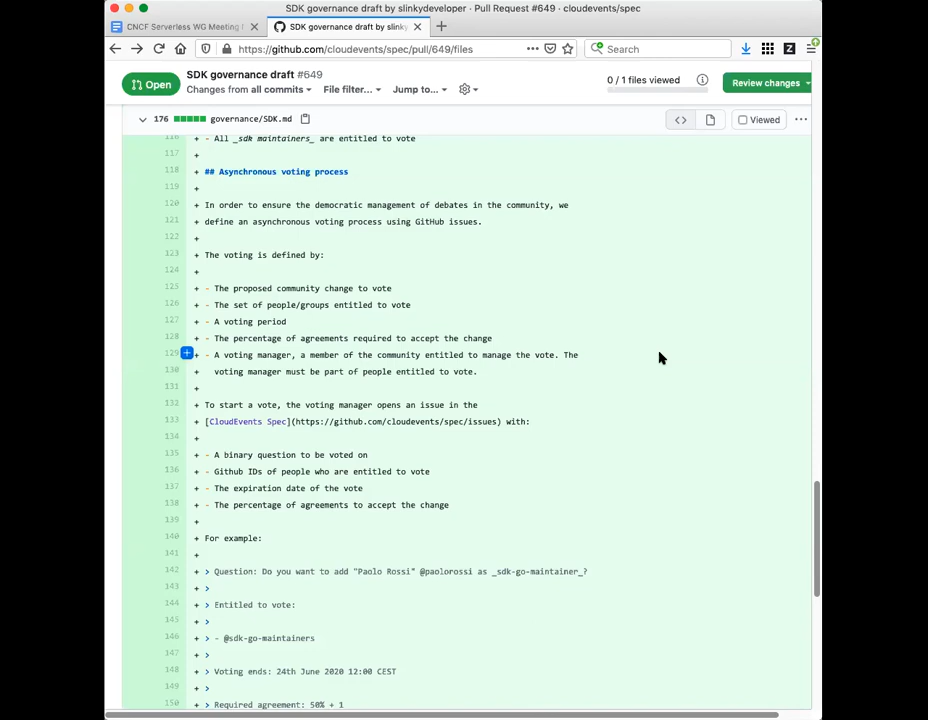 SDK governance draft by slinkydeveloper · Pull Request #649 · cloudevents/spec
CNCF Serverless WG Meeting
SDK governance draft by slinky
https://github.com/cloudevents/spec/pull/649/files
Search
Z
Open
SDK governance draft #649
Changes from all commits
File filter...
Jump to...
0 / 1 files viewed
Review changes
176
governance/SDK.md
<>
Viewed
116 + - All _sdk maintainers_ are entitled to vote
117 +
118 + ## Asynchronous voting process
119 +
120 + In order to ensure the democratic management of debates in the community, we
121 + define an asynchronous voting process using GitHub issues.
122 +
123 + The voting is defined by:
124 +
125 + - The proposed community change to vote
126 + - The set of people/groups entitled to vote
127 + - A voting period
128 + - The percentage of agreements required to accept the change
129 + - A voting manager, a member of the community entitled to manage the vote. The
130 + voting manager must be part of people entitled to vote.
131 +
132 + To start a vote, the voting manager opens an issue in the
133 + [CloudEvents Spec](https://github.com/cloudevents/spec/issues) with:
134 +
135 + - A binary question to be voted on
136 + - Github IDs of people who are entitled to vote
137 + - The expiration date of the vote
138 + - The percentage of agreements to accept the change
139 +
140 + For example:
141 +
142 + > Question: Do you want to add "Paolo Rossi" @paolorossi as _sdk-go-maintainer_?
143 + >
144 + > Entitled to vote:
145 + >
146 + > - @sdk-go-maintainers
147 + >
148 + > Voting ends: 24th June 2020 12:00 CEST
149 + >
150 + > Required agreement: 50% + 1